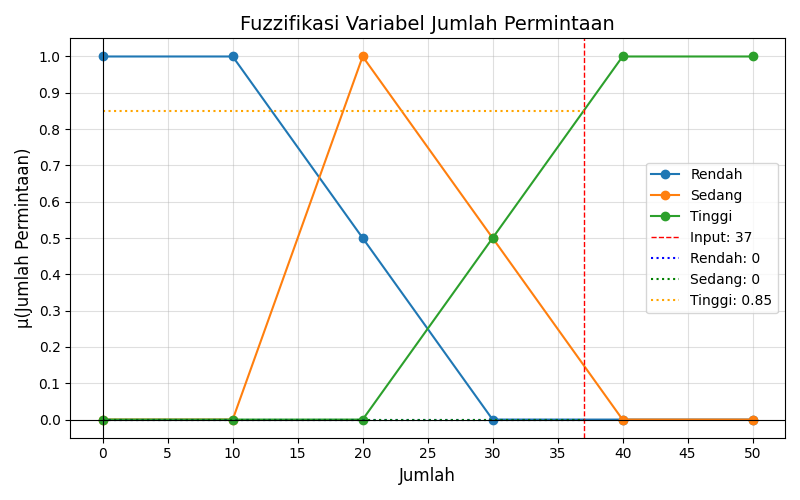 Fuzzifikasi Variabel Jumlah Permintaan
μ(Jumlah Permintaan)
1.0
0.9
0.8
0.7
0.6
0.5
0.4
0.3
0.2
0.1
0.0
Rendah
Sedang
Tinggi
Input: 37
Rendah: 0
Sedang: 0
Tinggi: 0.85
0 5 10 15 20 25 30 35 40 45 50
Jumlah